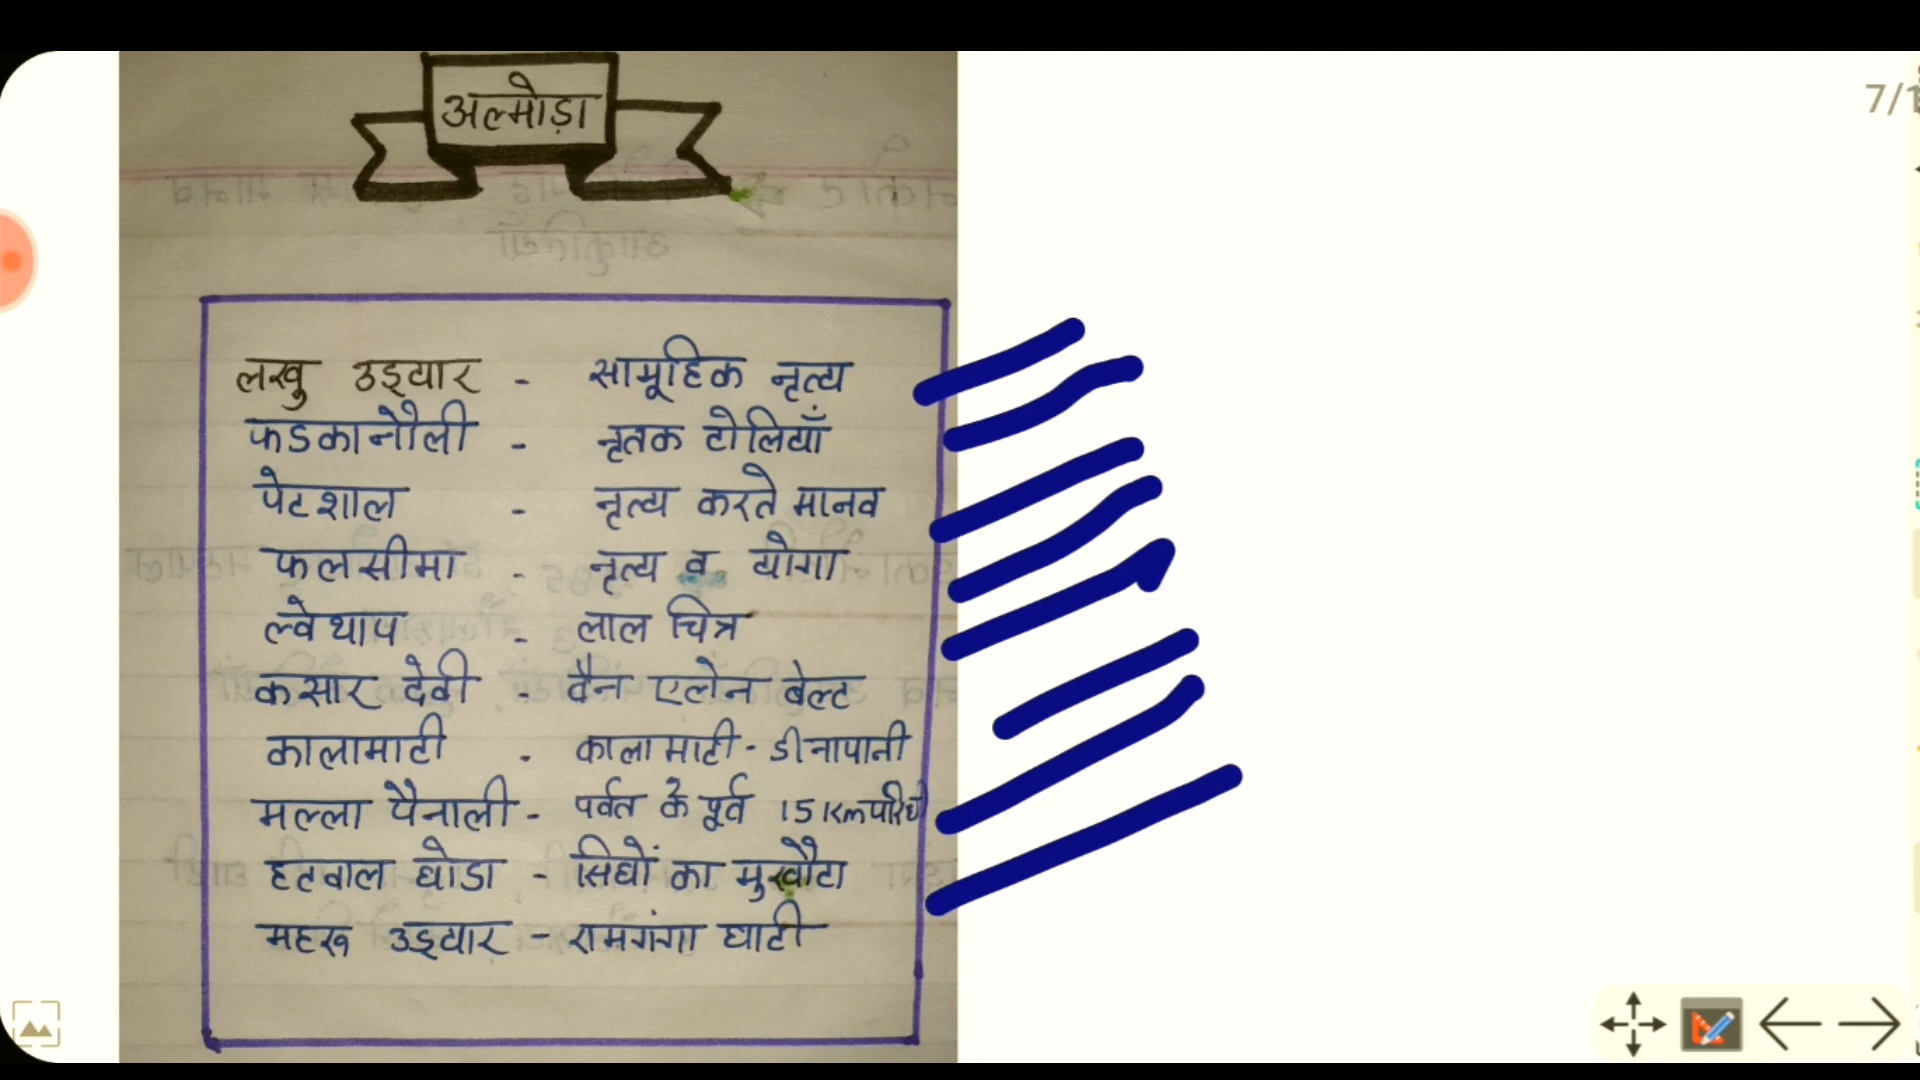 अल्मोड़ा
7/1
लखु उड्यार - सामूहिक नृत्य
फडकानौली - नृतक टोलियाँ
पेटशाल - नृत्य करते मानव
फलसीमा - नृत्य व योगा
ल्वेथाप - लाल चित्र
कसार देवी - वैन एलेन बेल्ट
कालामाटी - कालामाटी - डीनापानी
मल्ला पैनाली - पर्वत के पूर्व 15 Km परिधी
हटवाल घोडा - सिघों का मुखौटा
महरु उड्यार - रामगंगा घाटी